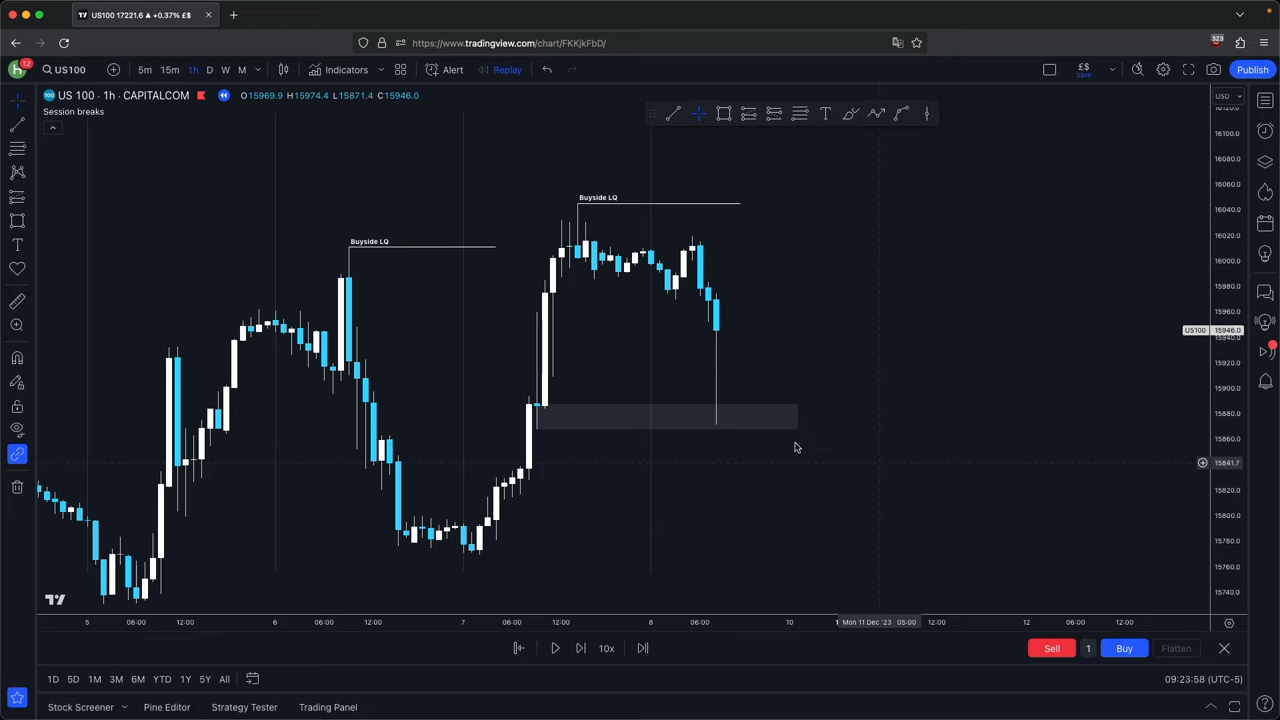 US100 17221.6 ▲ +0.37% £$
https://www.tradingview.com/chart/FKKjkFbD/
323
H
12
US100
5m 15m 1h D W M
Indicators
Alert
Replay
£$
Save
Publish
US 100 · 1h · CAPITALCOM
O15969.9 H15974.4 L15871.4 C15946.0
USD
Session breaks
Buyside LQ
Buyside LQ
16120.0
16080.0
16060.0
16040.0
16020.0
16000.0
15980.0
15960.0
US100 15946.0
15940.0
15920.0
15900.0
15880.0
15860.0
15841.7
15820.0
15800.0
15780.0
15760.0
15740.0
5 06:00 12:00 6 06:00 12:00 7 06:00 12:00 8 06:00 10 Mon 11 Dec '23 05:00 12:00 12 06:00 12:00
10x
Sell 1 Buy Flatten
1D 5D 1M 3M 6M YTD 1Y 5Y All
09:23:58 (UTC-5)
Stock Screener Pine Editor Strategy Tester Trading Panel